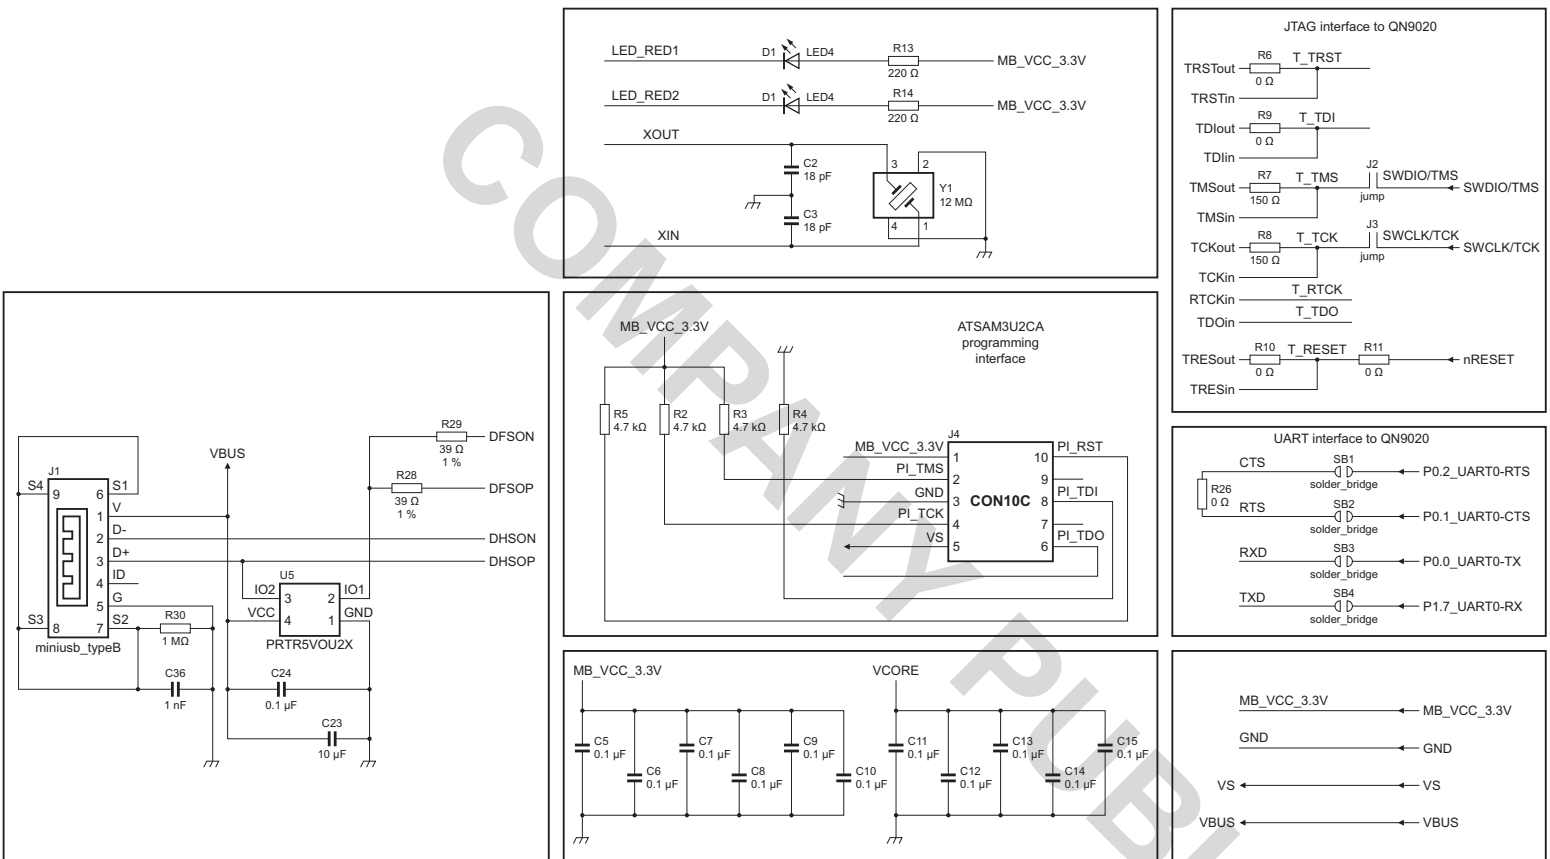 LED_RED1
D1
LED4
R13
220 Ω
MB_VCC_3.3V
LED_RED2
D1
LED4
R14
220 Ω
MB_VCC_3.3V
XOUT
C2
18 pF
3
2
Y1
12 MΩ
C3
18 pF
4
1
XIN
JTAG interface to QN9020
TRSTout
R6
0 Ω
T_TRST
TRSTin
TDIout
R9
0 Ω
T_TDI
TDIin
TMSout
R7
150 Ω
T_TMS
J2
jump
SWDIO/TMS
SWDIO/TMS
TMSin
TCKout
R8
150 Ω
T_TCK
J3
jump
SWCLK/TCK
SWCLK/TCK
TCKin
RTCKin
T_RTCK
TDOin
T_TDO
TRESout
R10
0 Ω
T_RESET
R11
0 Ω
nRESET
TRESin
J1
S4
9
6
S1
1
V
2
D-
3
D+
4
ID
5
G
S3
8
7
S2
miniusb_typeB
VBUS
R29
39 Ω
1 %
DFSON
R28
39 Ω
1 %
DFSOP
DHSON
DHSOP
U5
IO2
3
2
IO1
VCC
4
1
GND
PRTR5VOU2X
R30
1 MΩ
C36
1 nF
C24
0.1 μF
C23
10 μF
MB_VCC_3.3V
ATSAM3U2CA
programming
interface
R5
4.7 kΩ
R2
4.7 kΩ
R3
4.7 kΩ
R4
4.7 kΩ
J4
CON10C
MB_VCC_3.3V
1
10
PI_RST
PI_TMS
2
9
GND
3
8
PI_TDI
PI_TCK
4
7
VS
5
6
PI_TDO
UART interface to QN9020
CTS
SB1
solder_bridge
P0.2_UART0-RTS
R26
0 Ω
RTS
SB2
solder_bridge
P0.1_UART0-CTS
RXD
SB3
solder_bridge
P0.0_UART0-TX
TXD
SB4
solder_bridge
P1.7_UART0-RX
MB_VCC_3.3V
C5
0.1 μF
C6
0.1 μF
C7
0.1 μF
C8
0.1 μF
C9
0.1 μF
C10
0.1 μF
VCORE
C11
0.1 μF
C12
0.1 μF
C13
0.1 μF
C14
0.1 μF
C15
0.1 μF
MB_VCC_3.3V
MB_VCC_3.3V
GND
GND
VS
VS
VBUS
VBUS
COMPANY PUBL